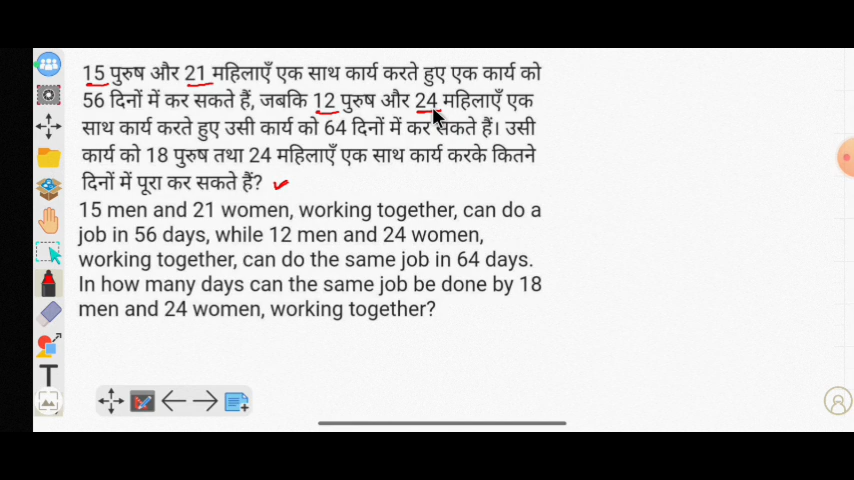 15 पुरुष और 21 महिलाएँ एक साथ कार्य करते हुए एक कार्य को
56 दिनों में कर सकते हैं, जबकि 12 पुरुष और 24 महिलाएँ एक
साथ कार्य करते हुए उसी कार्य को 64 दिनों में कर सकते हैं। उसी
कार्य को 18 पुरुष तथा 24 महिलाएँ एक साथ कार्य करके कितने
दिनों में पूरा कर सकते हैं?
15 men and 21 women, working together, can do a
job in 56 days, while 12 men and 24 women,
working together, can do the same job in 64 days.
In how many days can the same job be done by 18
men and 24 women, working together?
T